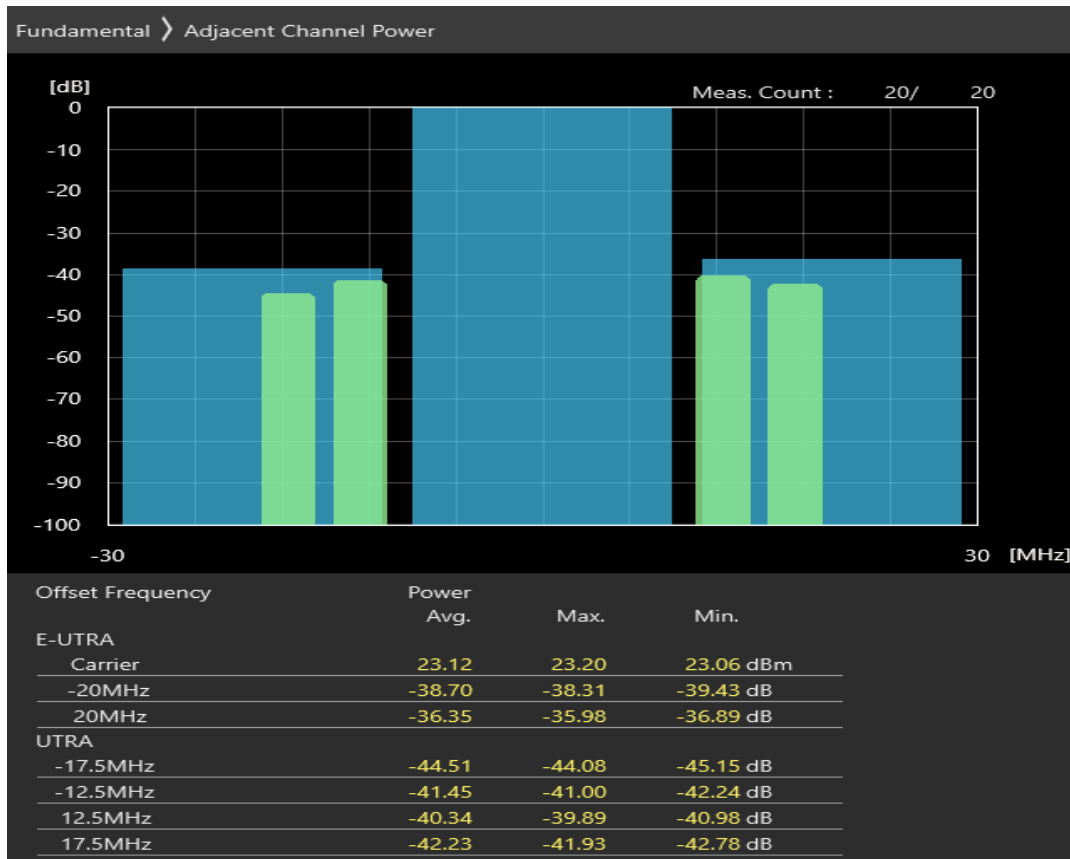 Fundamental 〉 Adjacent Channel Power
[dB]
Meas. Count : 20/ 20
0
-10
-20
-30
-40
-50
-60
-70
-80
-90
-100
-30 30 [MHz]
Offset Frequency Power
Avg. Max. Min.
E-UTRA
Carrier 23.12 23.20 23.06 dBm
-20MHz -38.70 -38.31 -39.43 dB
20MHz -36.35 -35.98 -36.89 dB
UTRA
-17.5MHz -44.51 -44.08 -45.15 dB
-12.5MHz -41.45 -41.00 -42.24 dB
12.5MHz -40.34 -39.89 -40.98 dB
17.5MHz -42.23 -41.93 -42.78 dB